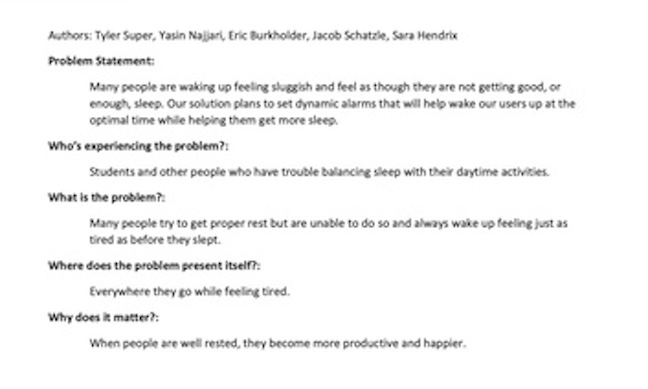 Authors: Tyler Super, Yasin Najjari, Eric Burkholder, Jacob Schatzle, Sara Hendrix
Problem Statement:
Many people are waking up feeling sluggish and feel as though they are not getting good, or
enough, sleep. Our solution plans to set dynamic alarms that will help wake our users up at the
optimal time while helping them get more sleep.
Who's experiencing the problem?:
Students and other people who have trouble balancing sleep with their daytime activities.
What is the problem?:
Many people try to get proper rest but are unable to do so and always wake up feeling just as
tired as before they slept.
Where does the problem present itself?:
Everywhere they go while feeling tired.
Why does it matter?:
When people are well rested, they become more productive and happier.